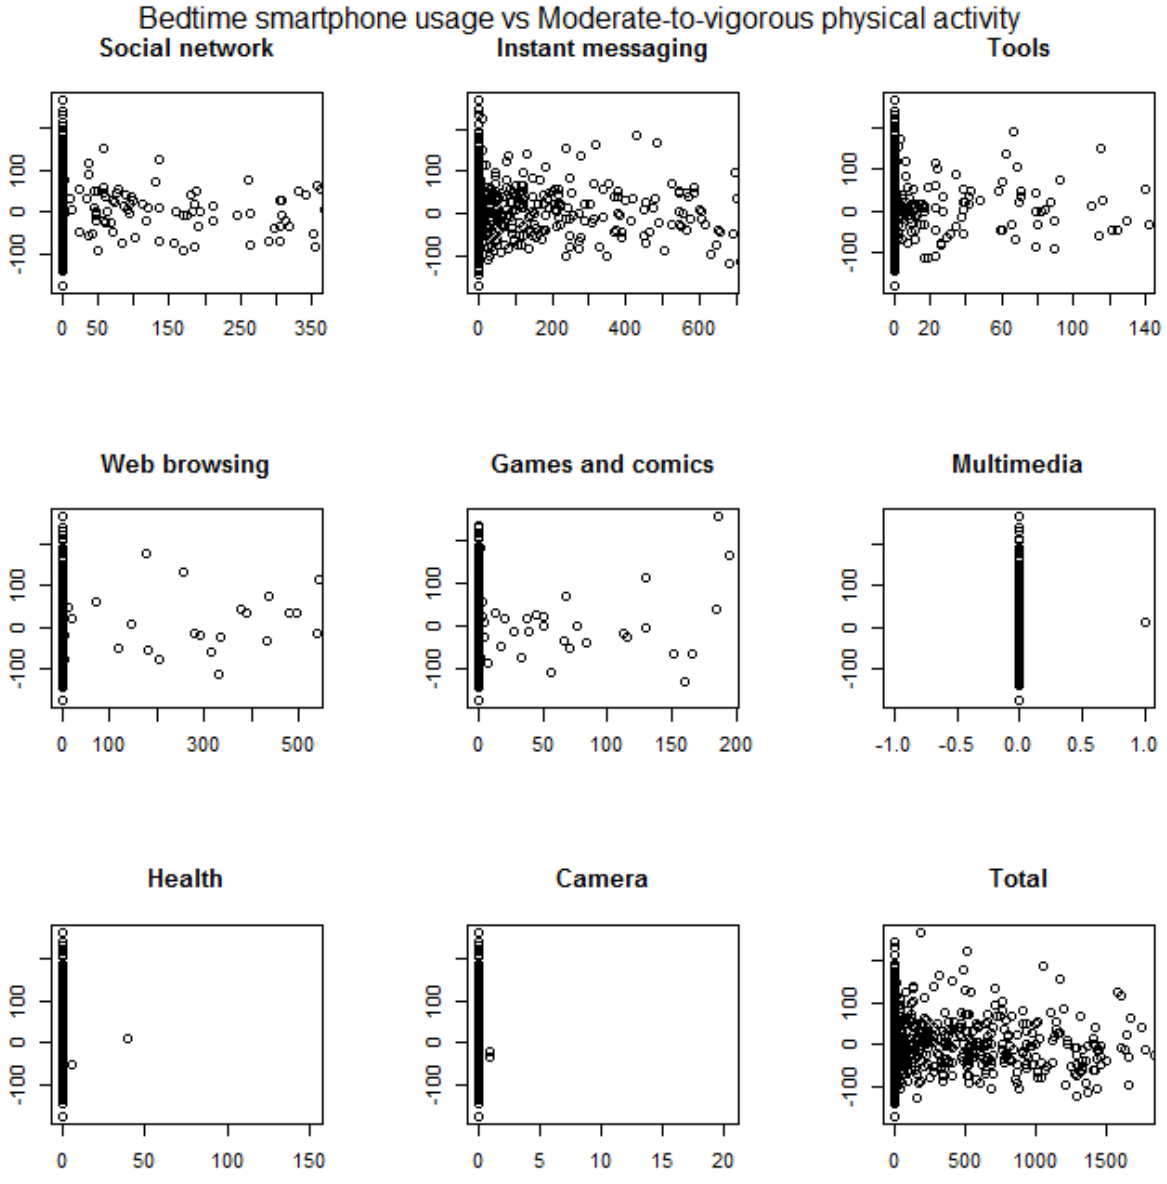 Bedtime smartphone usage vs Moderate-to-vigorous physical activity
Social network Instant messaging Tools
-100 0 100 -100 0 100 -100 0 100
0 50 150 250 350 0 200 400 600 0 20 60 100 140
Web browsing Games and comics Multimedia
-100 0 100 -100 0 100 -100 0 100
0 100 300 500 0 50 100 150 200 -1.0 -0.5 0.0 0.5 1.0
Health Camera Total
-100 0 100 -100 0 100 -100 0 100
0 50 100 150 0 5 10 15 20 0 500 1000 1500